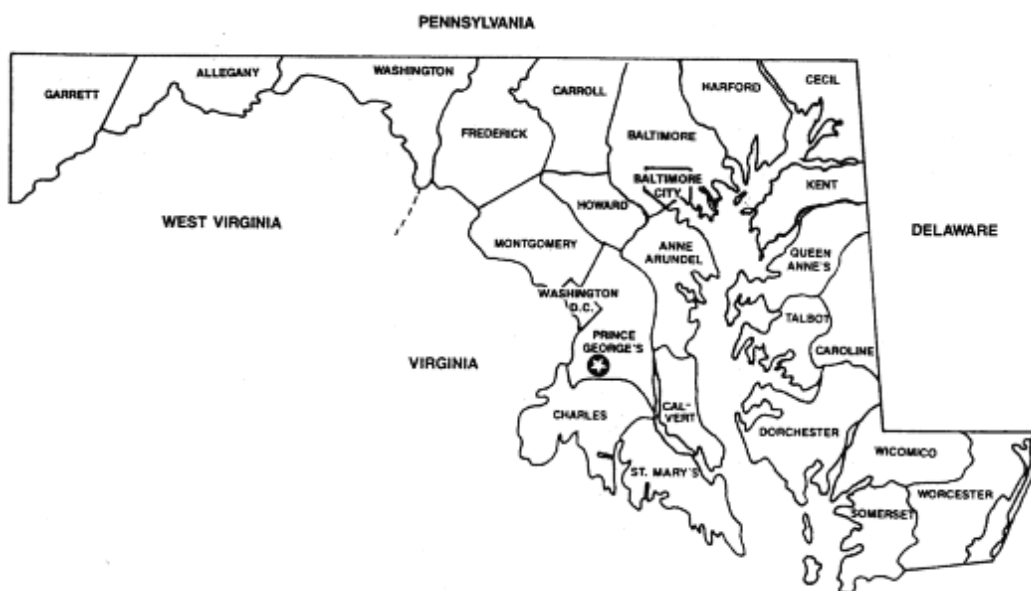 PENNSYLVANIA
GARRETT
ALLEGANY
WASHINGTON
FREDERICK
CARROLL
BALTIMORE
HARFORD
CECIL
BALTIMORE
CITY
KENT
WEST VIRGINIA
HOWARD
MONTGOMERY
ANNE
ARUNDEL
QUEEN
ANNE'S
DELAWARE
WASHINGTON
D.C.
TALBOT
CAROLINE
PRINCE
GEORGE'S
VIRGINIA
CHARLES
CAL-
VERT
DORCHESTER
WICOMICO
ST. MARY'S
WORCESTER
SOMERSET